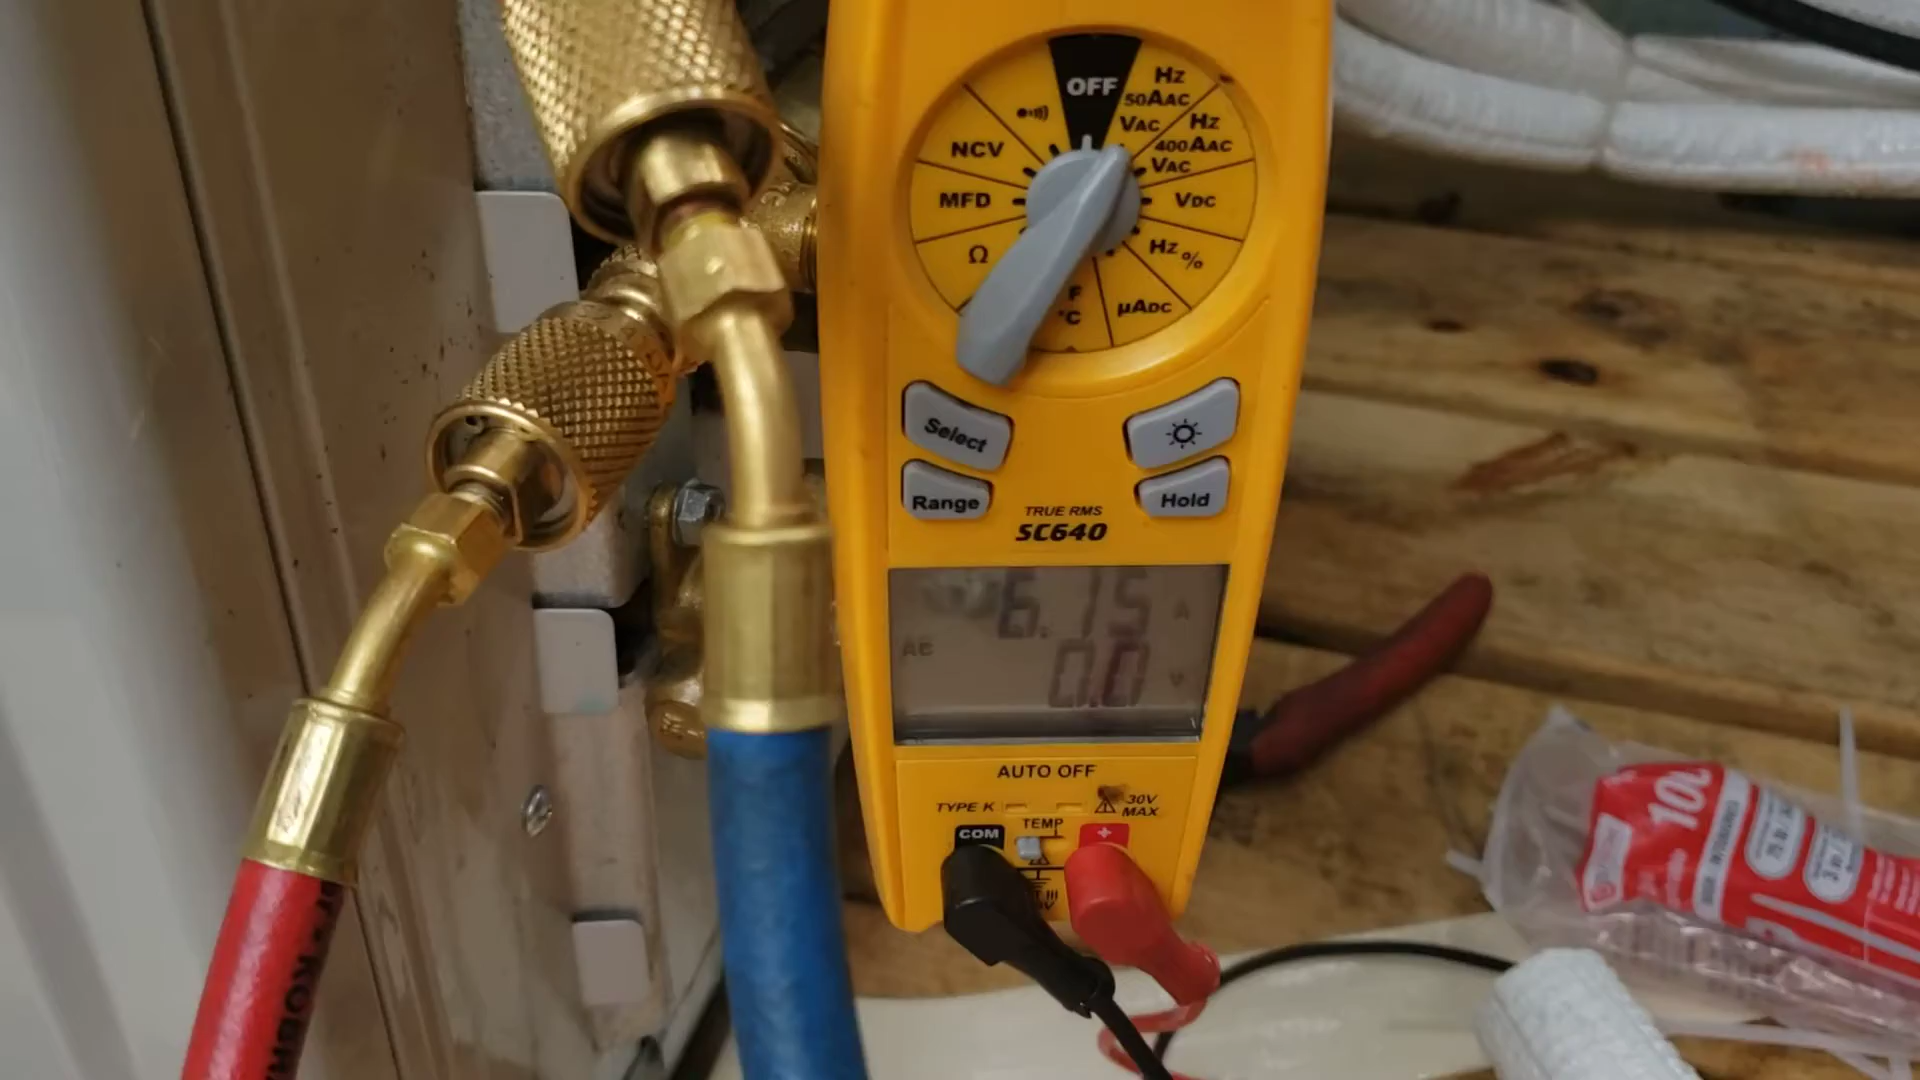 OFF
Hz
50AAC
VAC
Hz
400AAC
VAC
NCV
MFD
VDC
Ω
Hz %
F
°C
µADC
Select
Range
Hold
TRUE RMS
SC640
6.15 A
AC
0.0 V
AUTO OFF
TYPE K
30V
MAX
TEMP
COM
+
100